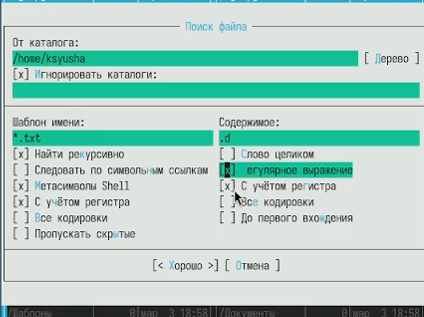 Поиск файла
От каталога:
/home/ksyusha [ Дерево ]
[x] Игнорировать каталоги:
Шаблон имени: Содержимое:
*.txt .d
[x] Найти рекурсивно [ ] Слово целиком
[ ] Следовать по символьным ссылкам [x] егулярное выражение
[x] Метасимволы Shell [x] С учётом регистра
[x] С учётом регистра [ ] Все кодировки
[ ] Все кодировки [ ] До первого вхождения
[ ] Пропускать скрытые
[< Хорошо >] [ Отмена ]
/Шаблоны 0 мар 3 18:58 /Документы 0 мар 3 18:58